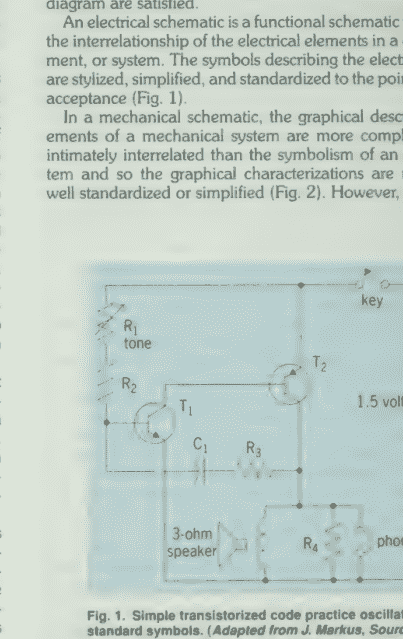 diagram are satisfied.
An electrical schematic is a functional schematic
the interrelationship of the electrical elements in a
ment, or system. The symbols describing the elect
are stylized, simplified, and standardized to the poi
acceptance (Fig. 1).
In a mechanical schematic, the graphical desc
ements of a mechanical system are more compl
intimately interrelated than the symbolism of an
tem and so the graphical characterizations are
well standardized or simplified (Fig. 2). However,
key
R1
tone
T2
R2
1.5 volt
T1
C1
R3
3-ohm
speaker
R4
phon
Fig. 1. Simple transistorized code practice oscillat
standard symbols. (Adapted from J. Markus, Sour